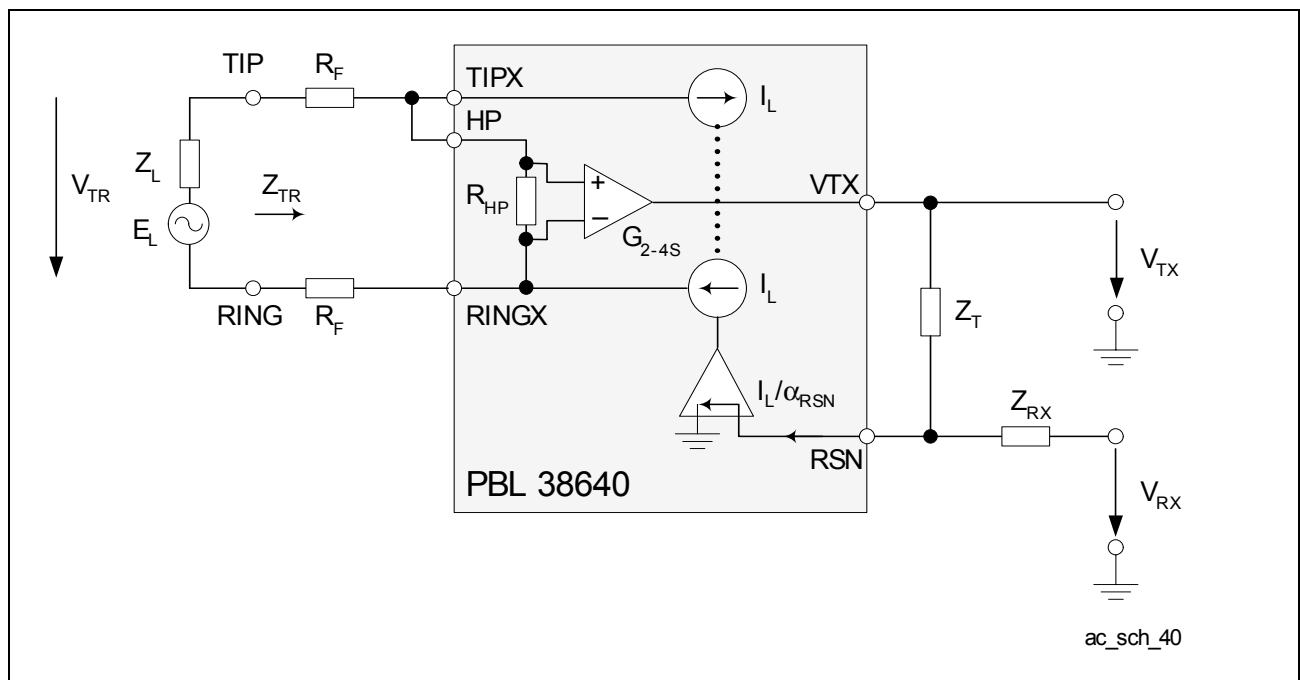 TIP
R_F
TIPX
I_L
HP
Z_L
V_TR
Z_TR
R_HP
+
−
VTX
E_L
G_2-4S
V_TX
I_L
RING
R_F
RINGX
Z_T
I_L/α_RSN
Z_RX
RSN
PBL 38640
V_RX
ac_sch_40